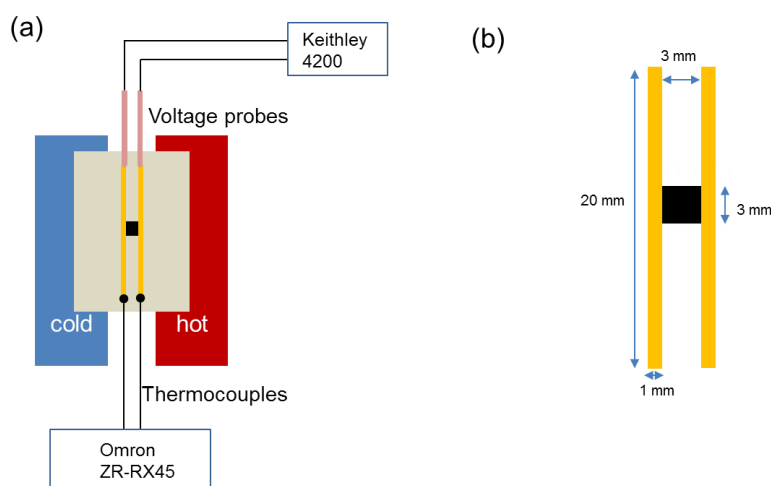 (a)
Keithley
4200
Voltage probes
cold
hot
Thermocouples
Omron
ZR-RX45
(b)
3 mm
20 mm
3 mm
1 mm